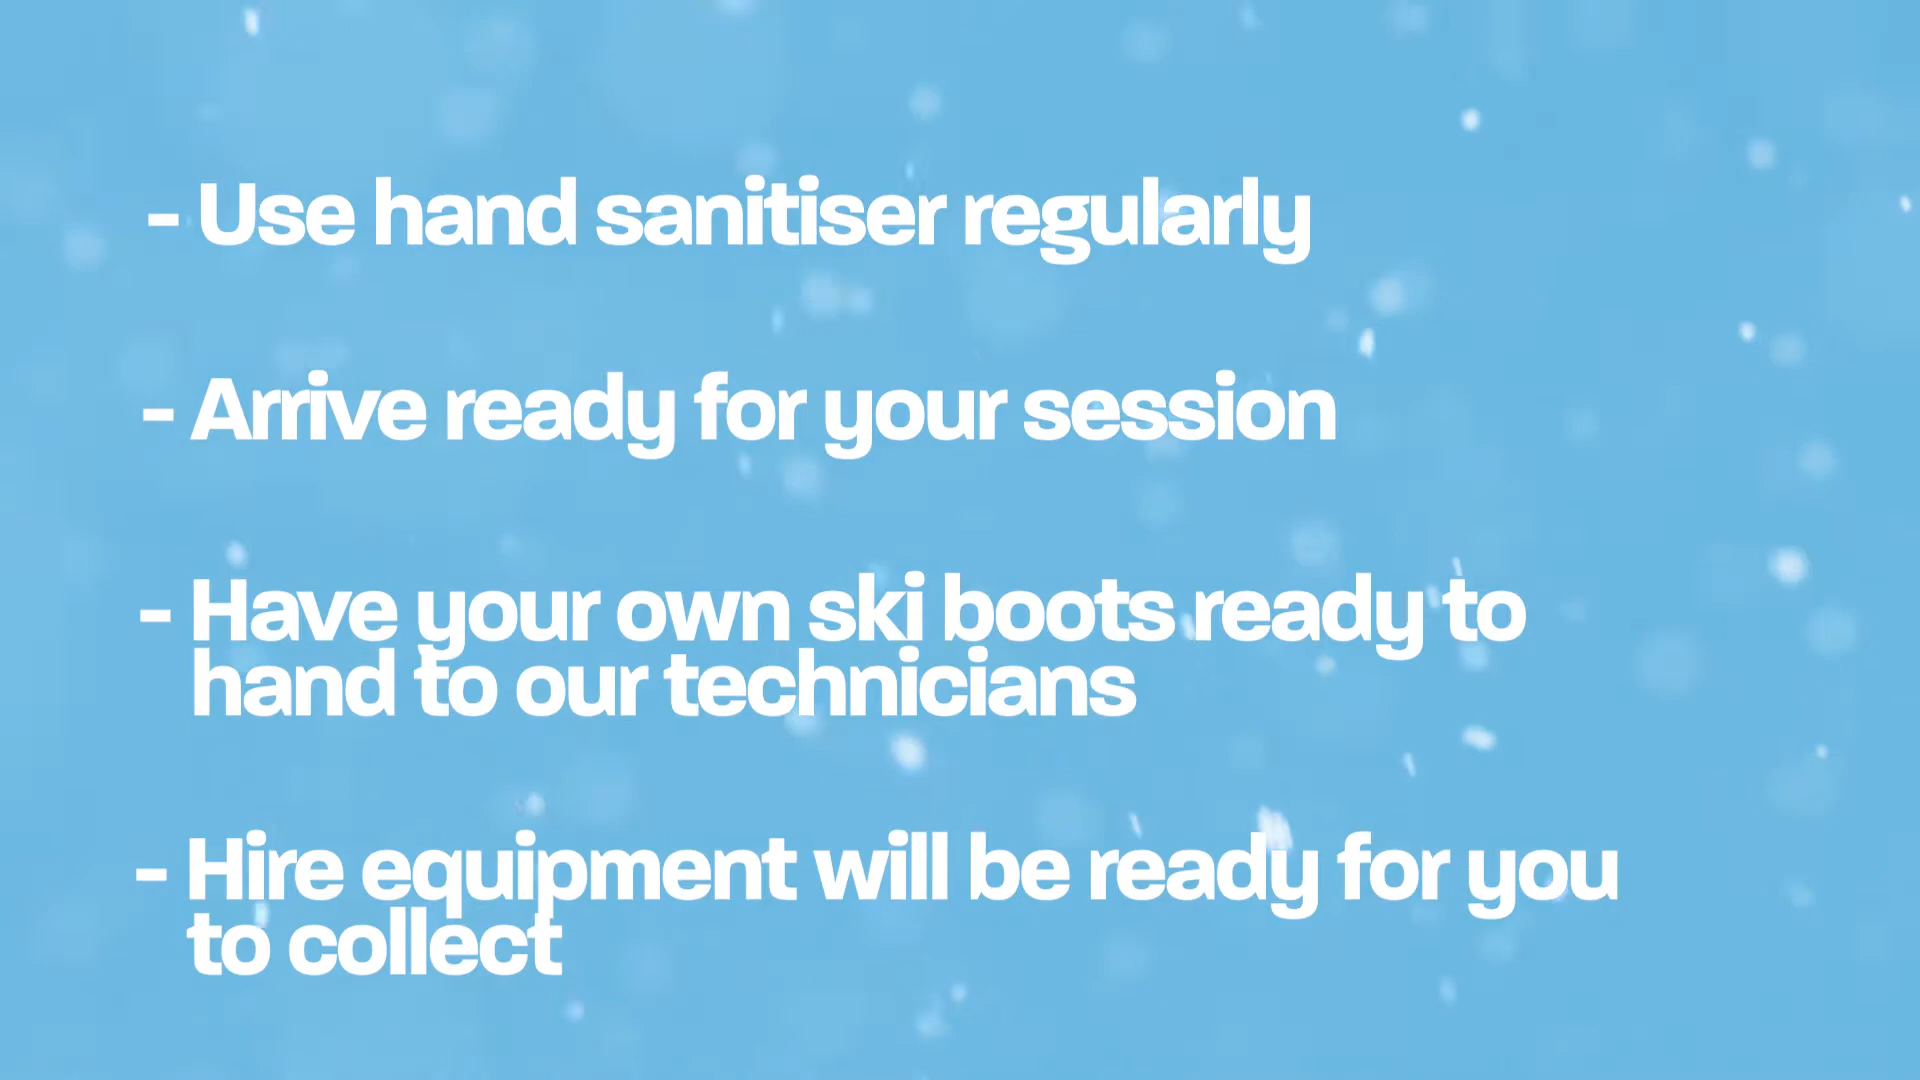 - Use hand sanitiser regularly
- Arrive ready for your session
- Have your own ski boots ready to
hand to our technicians
- Hire equipment will be ready for you
to collect